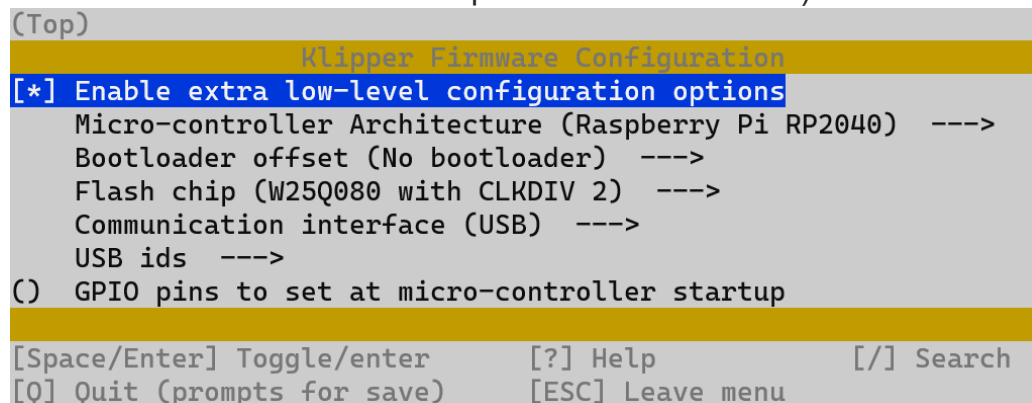 (Top)
Klipper Firmware Configuration
[*] Enable extra low-level configuration options
Micro-controller Architecture (Raspberry Pi RP2040)  --->
Bootloader offset (No bootloader)  --->
Flash chip (W25Q080 with CLKDIV 2)  --->
Communication interface (USB)  --->
USB ids  --->
()  GPIO pins to set at micro-controller startup
[Space/Enter] Toggle/enter      [?] Help            [/] Search
[Q] Quit (prompts for save)     [ESC] Leave menu